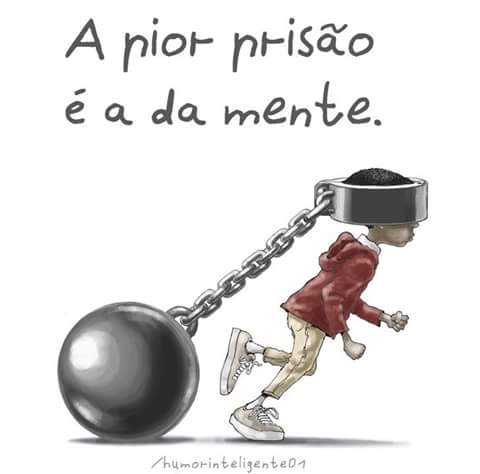 A pior prisão
é a da mente.
/humorinteligente01